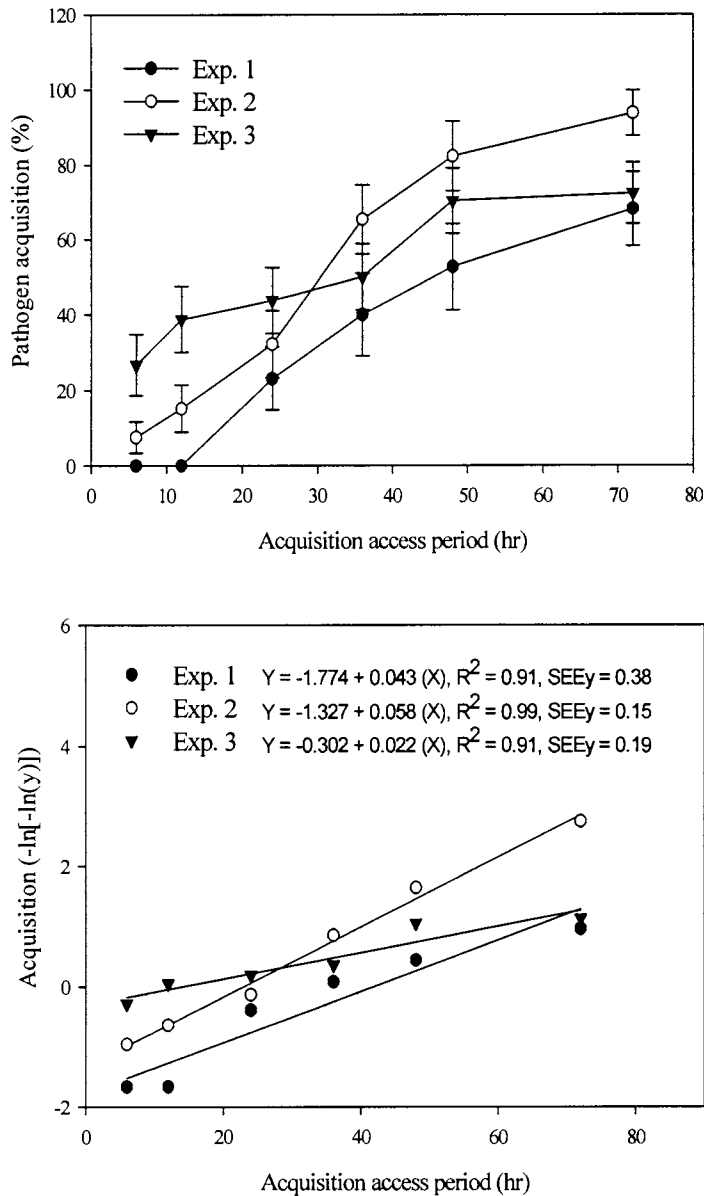 120
100
80
60
40
20
0
Pathogen acquisition (%)
Exp. 1
Exp. 2
Exp. 3
0 10 20 30 40 50 60 70 80
Acquisition access period (hr)
6
4
2
0
-2
Acquisition (-ln[-ln(y)])
Exp. 1 Y = -1.774 + 0.043 (X), R² = 0.91, SEEy = 0.38
Exp. 2 Y = -1.327 + 0.058 (X), R² = 0.99, SEEy = 0.15
Exp. 3 Y = -0.302 + 0.022 (X), R² = 0.91, SEEy = 0.19
0 20 40 60 80
Acquisition access period (hr)